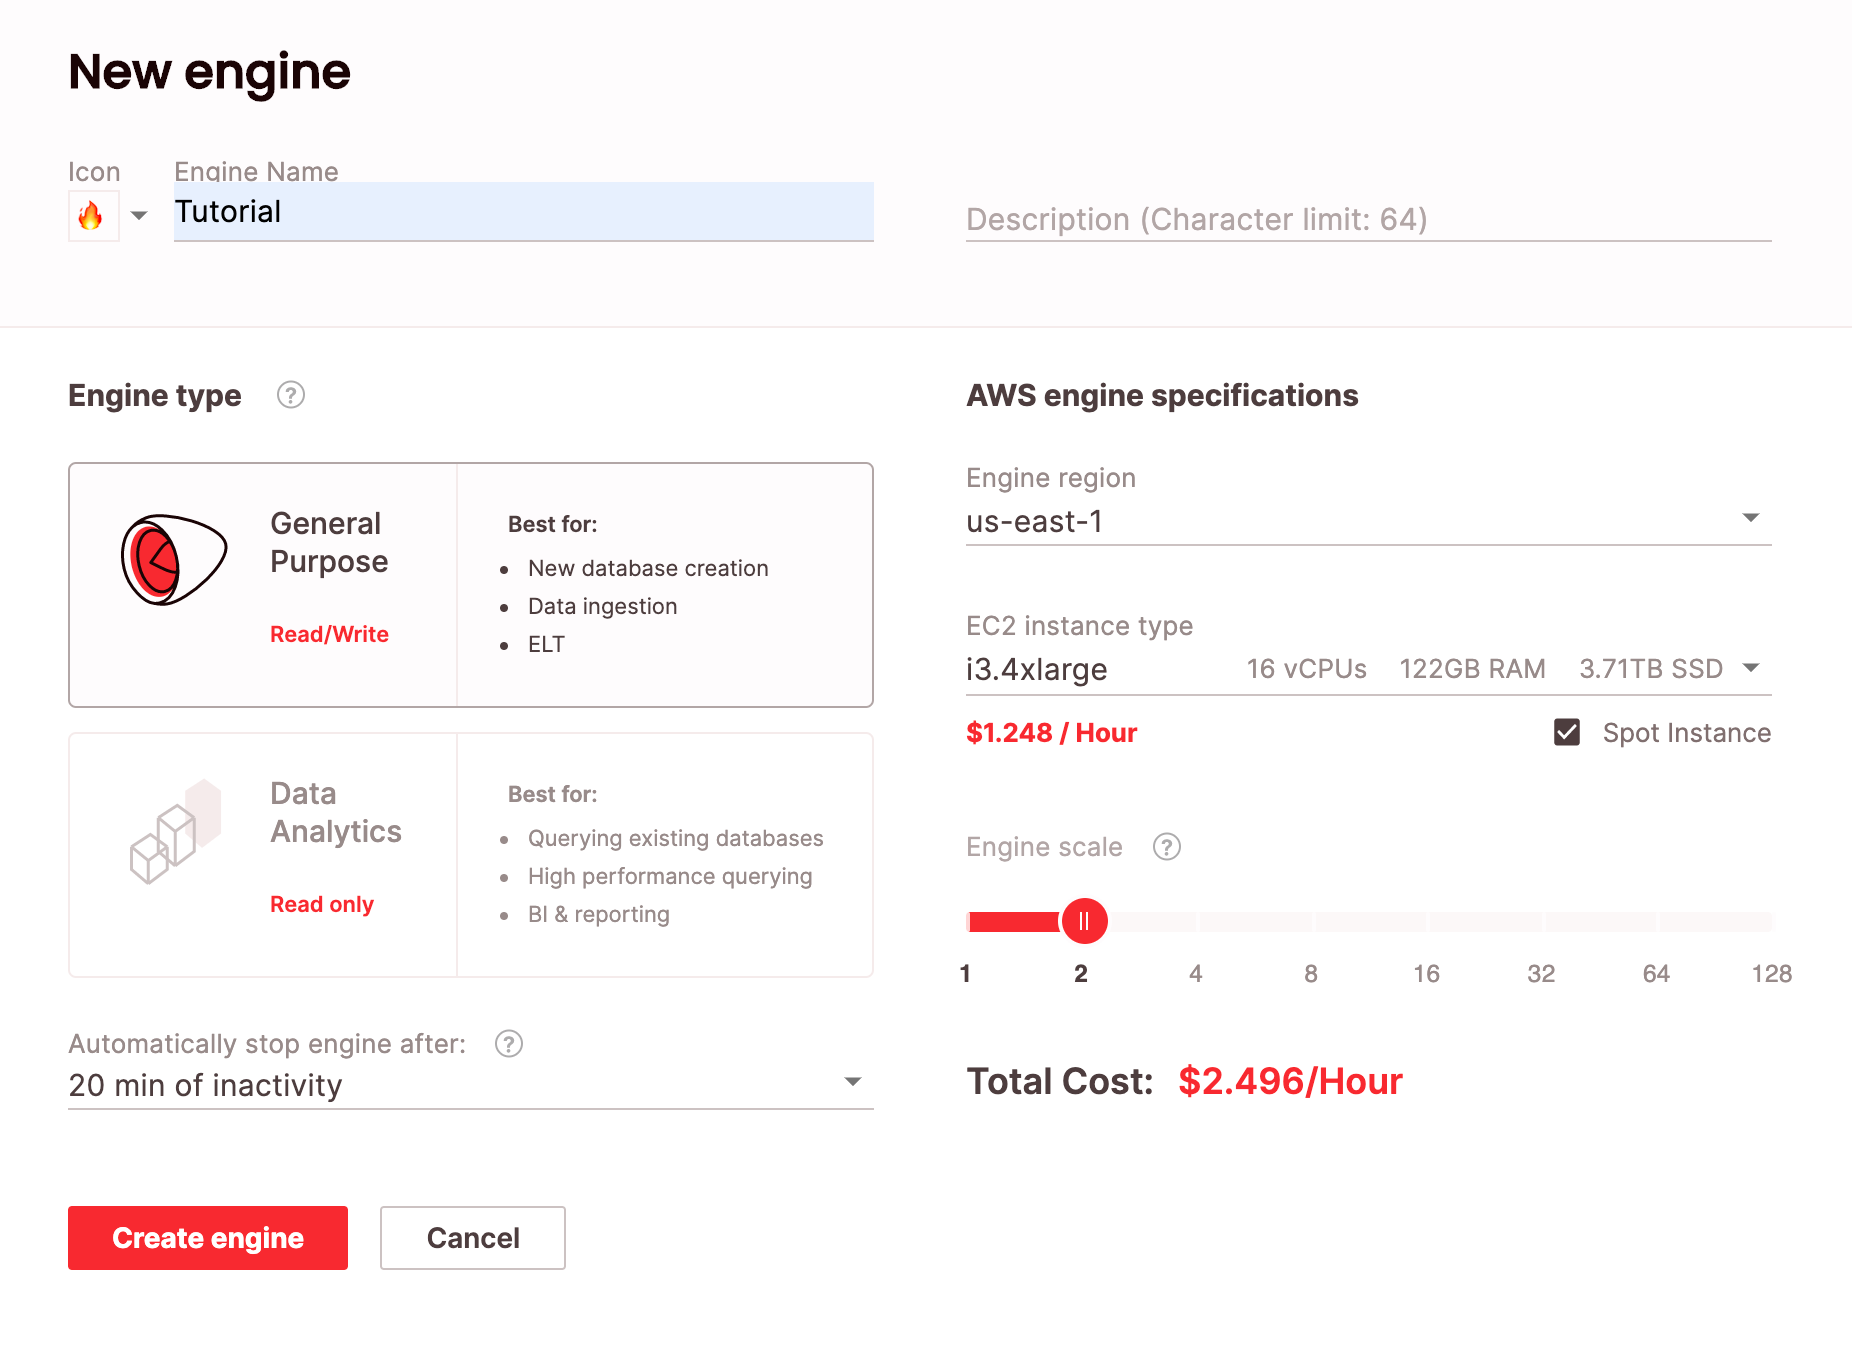 New engine
Icon
Engine Name
Tutorial
Description (Character limit: 64)
Engine type ?
General
Purpose
Read/Write
Best for:
New database creation
Data ingestion
ELT
Data
Analytics
Read only
Best for:
Querying existing databases
High performance querying
BI & reporting
Automatically stop engine after: ?
20 min of inactivity
Create engine
Cancel
AWS engine specifications
Engine region
us-east-1
EC2 instance type
i3.4xlarge 16 vCPUs 122GB RAM 3.71TB SSD
$1.248 / Hour
Spot Instance
Engine scale ?
1 2 4 8 16 32 64 128
Total Cost: $2.496/Hour